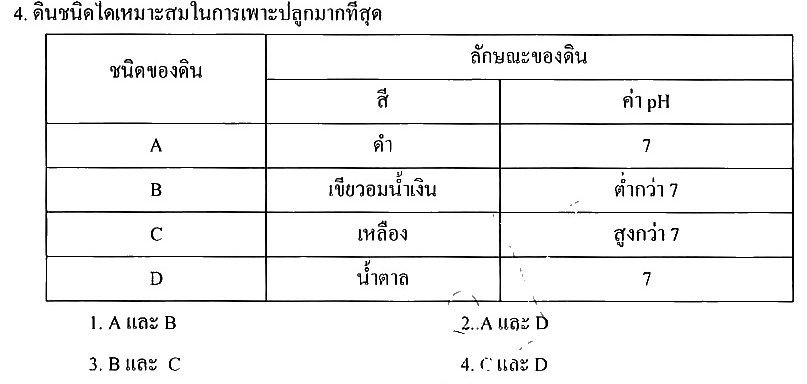 4. ดินชนิดใดเหมาะสมในการเพาะปลูกมากที่สุด
ชนิดของดิน ลักษณะของดิน
สี ค่า pH
A ดำ 7
B เขียวอมน้ำเงิน ต่ำกว่า 7
C เหลือง สูงกว่า 7
D น้ำตาล 7
1. A และ B 2. A และ D
3. B และ C 4. C และ D